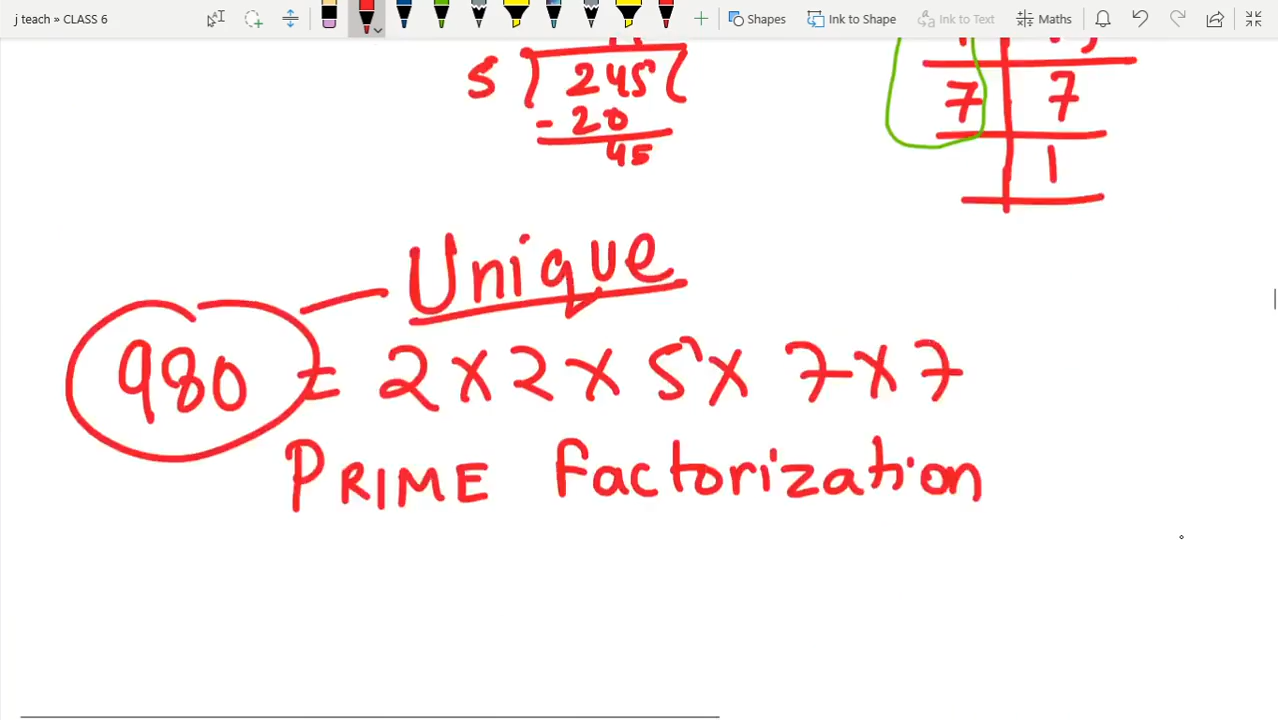 j teach » CLASS 6
Shapes
Ink to Shape
Ink to Text
Maths
5 245
7 7
- 20
45
1
Unique
980 = 2 X 2 X 5 X 7 X 7
PRIME Factorization